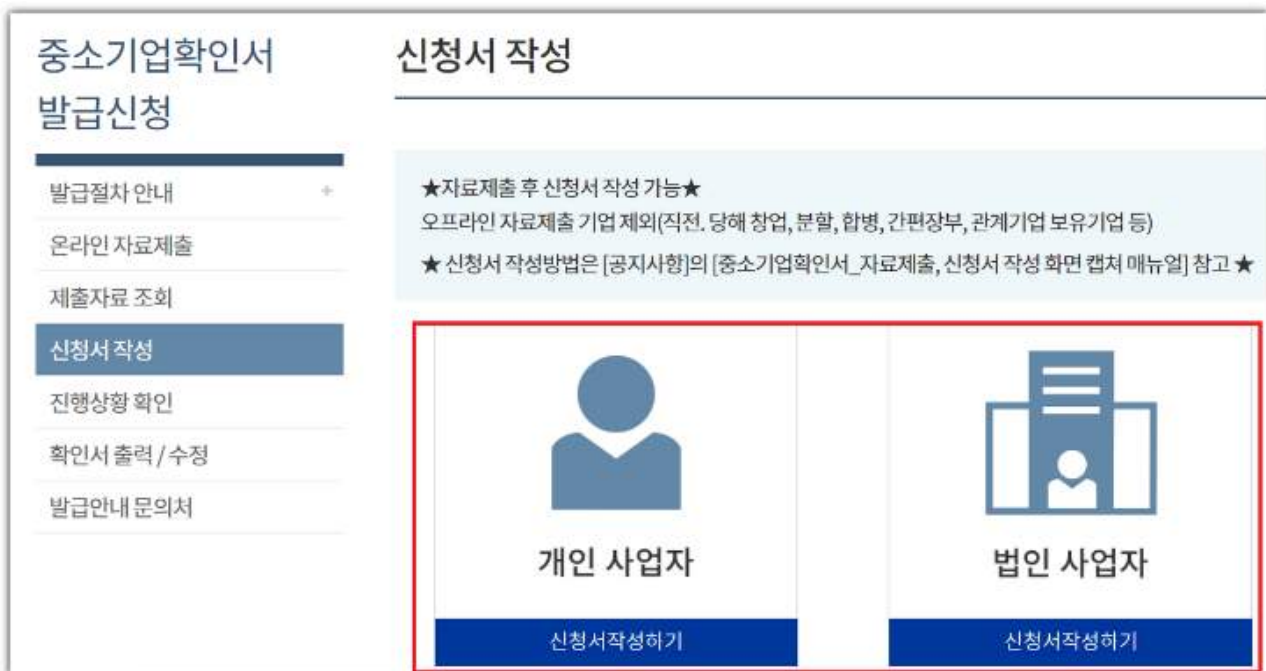 중소기업확인서
발급신청
발급절차 안내 +
온라인 자료제출
제출자료 조회
신청서 작성
진행상황 확인
확인서 출력 / 수정
발급안내 문의처
신청서 작성
★자료제출 후 신청서 작성 가능★
오프라인 자료제출 기업 제외(직전. 당해 창업, 분할, 합병, 간편장부, 관계기업 보유기업 등)
★ 신청서 작성방법은 [공지사항]의 [중소기업확인서_자료제출, 신청서 작성 화면 캡쳐 매뉴얼] 참고 ★
개인 사업자
신청서작성하기
법인 사업자
신청서작성하기